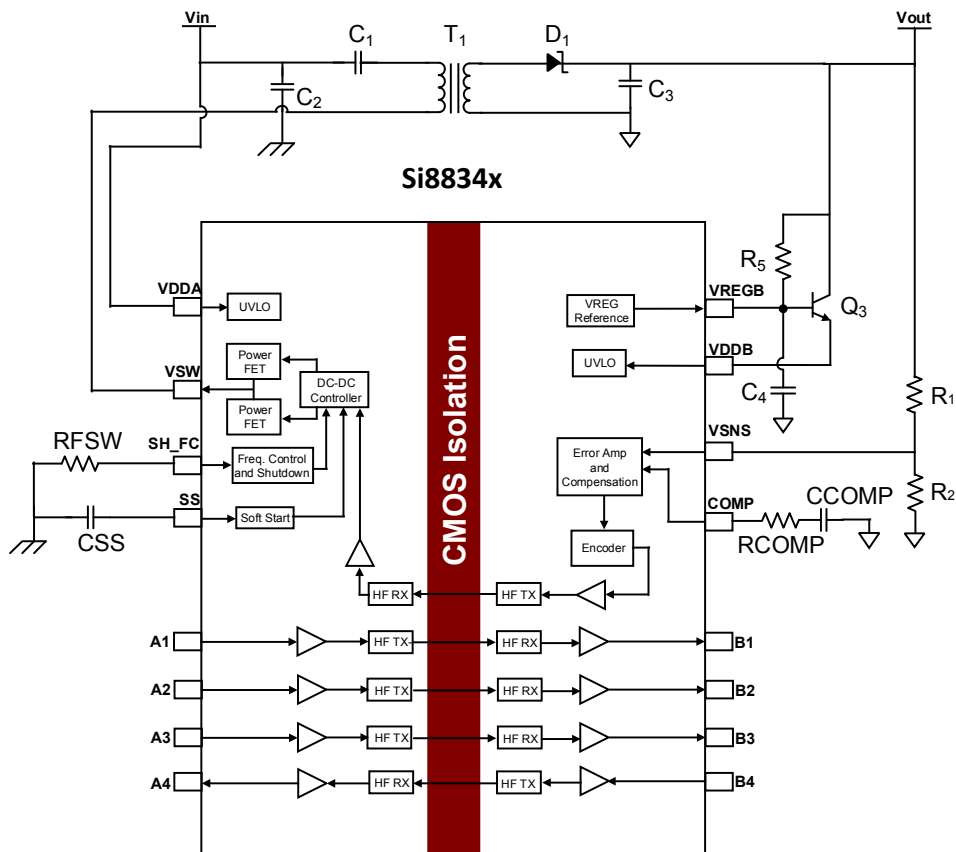 Vin
Vout
C1
T1
D1
C2
C3
Si8834x
R5
Q3
VREGB
VDDA
UVLO
VREG
Reference
VDDB
UVLO
Power
FET
VSW
DC-DC
Controller
Power
FET
C4
R1
RFSW
SH_FC
Freq. Control
and Shutdown
CMOS Isolation
Error Amp
and
Compensation
VSNS
R2
SS
Soft Start
CSS
COMP
CCOMP
RCOMP
Encoder
HF RX
HF TX
A1
HF TX
HF RX
B1
A2
HF TX
HF RX
B2
A3
HF TX
HF RX
B3
A4
HF RX
HF TX
B4